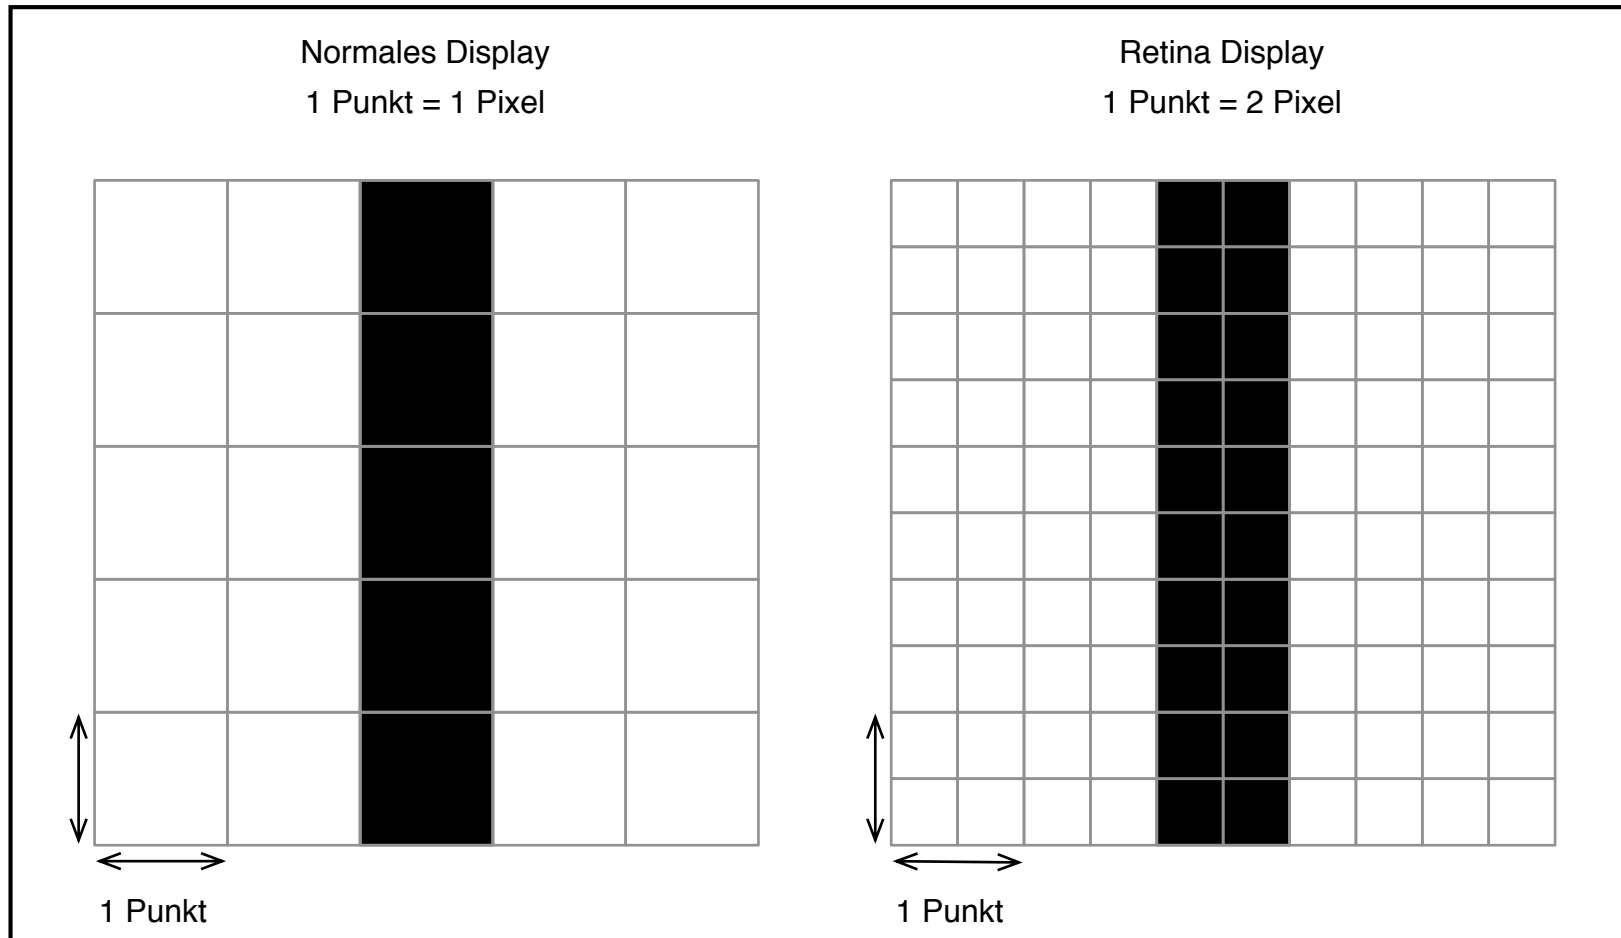 Normales Display
1 Punkt = 1 Pixel
Retina Display
1 Punkt = 2 Pixel
1 Punkt
1 Punkt